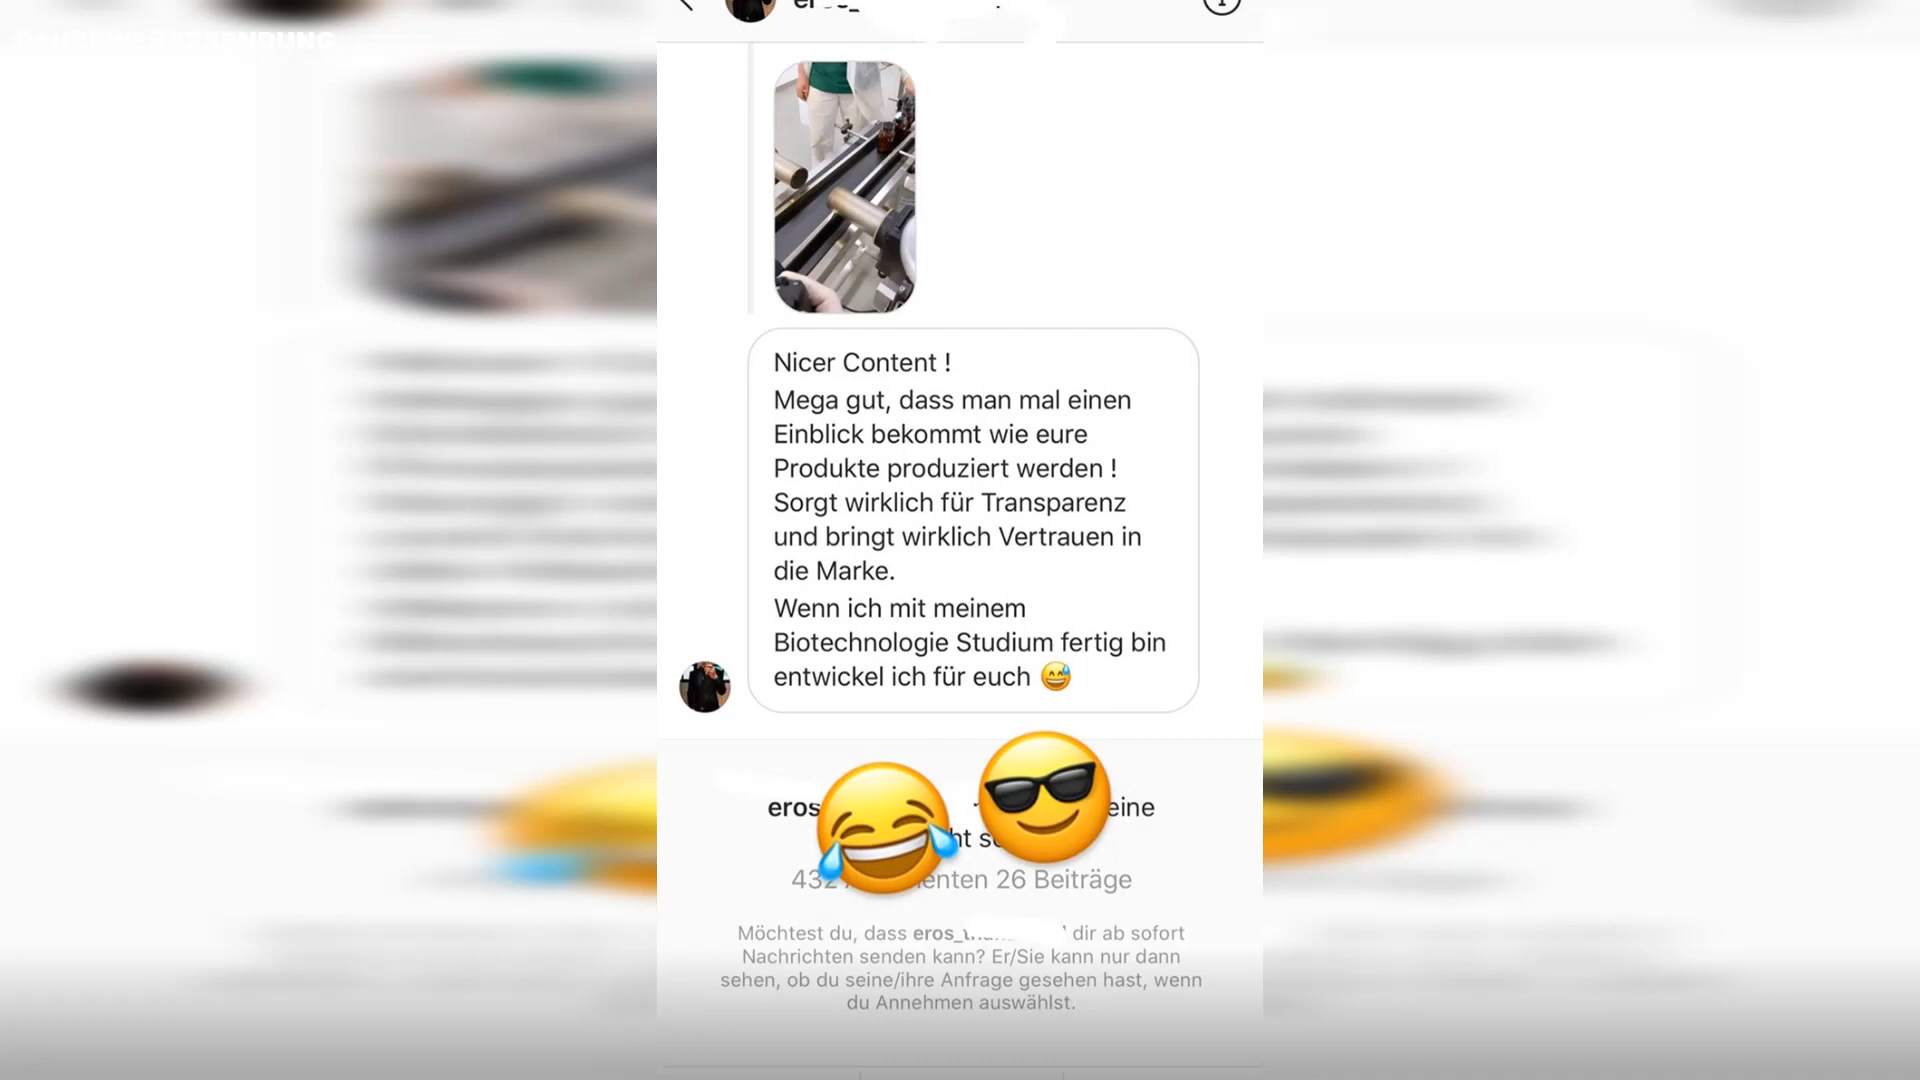 DAUERWERBESENDUNG
Nicer Content !
Mega gut, dass man mal einen
Einblick bekommt wie eure
Produkte produziert werden !
Sorgt wirklich für Transparenz
und bringt wirklich Vertrauen in
die Marke.
Wenn ich mit meinem
Biotechnologie Studium fertig bin
entwickel ich für euch 😅
eros
eine
26 Beiträge
Möchtest du, dass dir ab sofort
Nachrichten senden kann? Er/Sie kann nur dann
sehen, ob du seine/ihre Anfrage gesehen hast, wenn
du Annehmen auswählst.